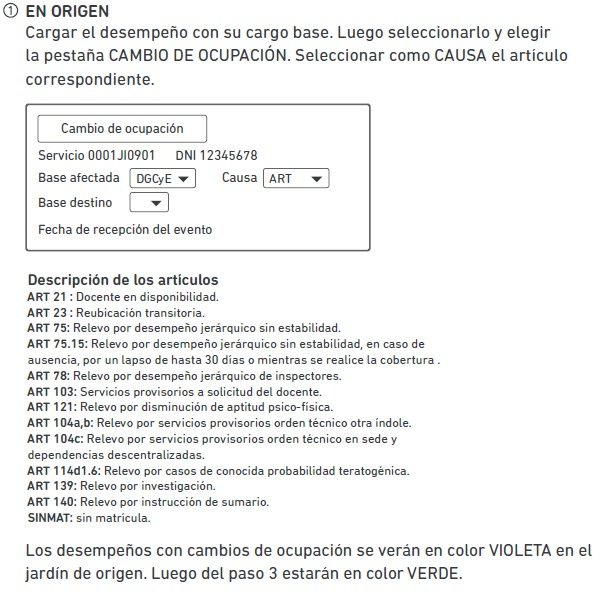 ① EN ORIGEN
Cargar el desempeño con su cargo base. Luego seleccionarlo y elegir
la pestaña CAMBIO DE OCUPACIÓN. Seleccionar como CAUSA el artículo
correspondiente.
Cambio de ocupación
Servicio 0001JI0901 DNI 12345678
Base afectada DGCyE Causa ART
Base destino
Fecha de recepción del evento
Descripción de los artículos
ART 21 : Docente en disponibilidad.
ART 23 : Reubicación transitoria.
ART 75: Relevo por desempeño jerárquico sin estabilidad.
ART 75.15: Relevo por desempeño jerárquico sin estabilidad, en caso de
ausencia, por un lapso de hasta 30 días o mientras se realice la cobertura .
ART 78: Relevo por desempeño jerárquico de inspectores.
ART 103: Servicios provisorios a solicitud del docente.
ART 121: Relevo por disminución de aptitud psico-física.
ART 104a,b: Relevo por servicios provisorios orden técnico otra índole.
ART 104c: Relevo por servicios provisorios orden técnico en sede y
dependencias descentralizadas.
ART 114d1.6: Relevo por casos de conocida probabilidad teratogénica.
ART 139: Relevo por investigación.
ART 140: Relevo por instrucción de sumario.
SINMAT: sin matrícula.
Los desempeños con cambios de ocupación se verán en color VIOLETA en el
jardín de origen. Luego del paso 3 estarán en color VERDE.